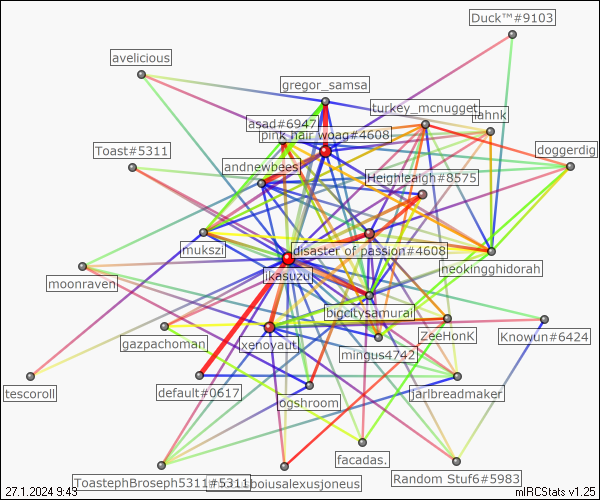 Duck™#9103
avelicious
gregor_samsa
turkey_mcnugget
fahnk
asad#6947
pink hair woag#4608
Toast#5311
doggerdig
andnewbees
Heighleaigh#8575
mukszi
disaster of passion#4608
neokingghidorah
ikasuzu
moonraven
bigcitysamurai
gazpachoman
xenoyaut
mingus4742
ZeeHonK
Knowun#6424
tescoroll
default#0617
ogshroom
jarlbreadmaker
facadas.
ToastephBroseph5311#5311
boiusalexusjoneus
Random Stuf6#5983
27.1.2024 9:43
mIRCStats v1.25